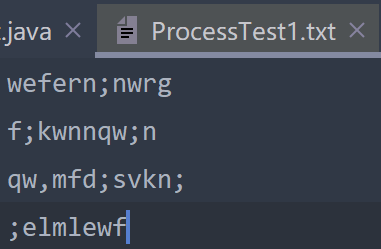 .java ProcessTest1.txt
wefern;nwrg
f;kwnnqw;n
qw,mfd;svkn;
;elmlewf